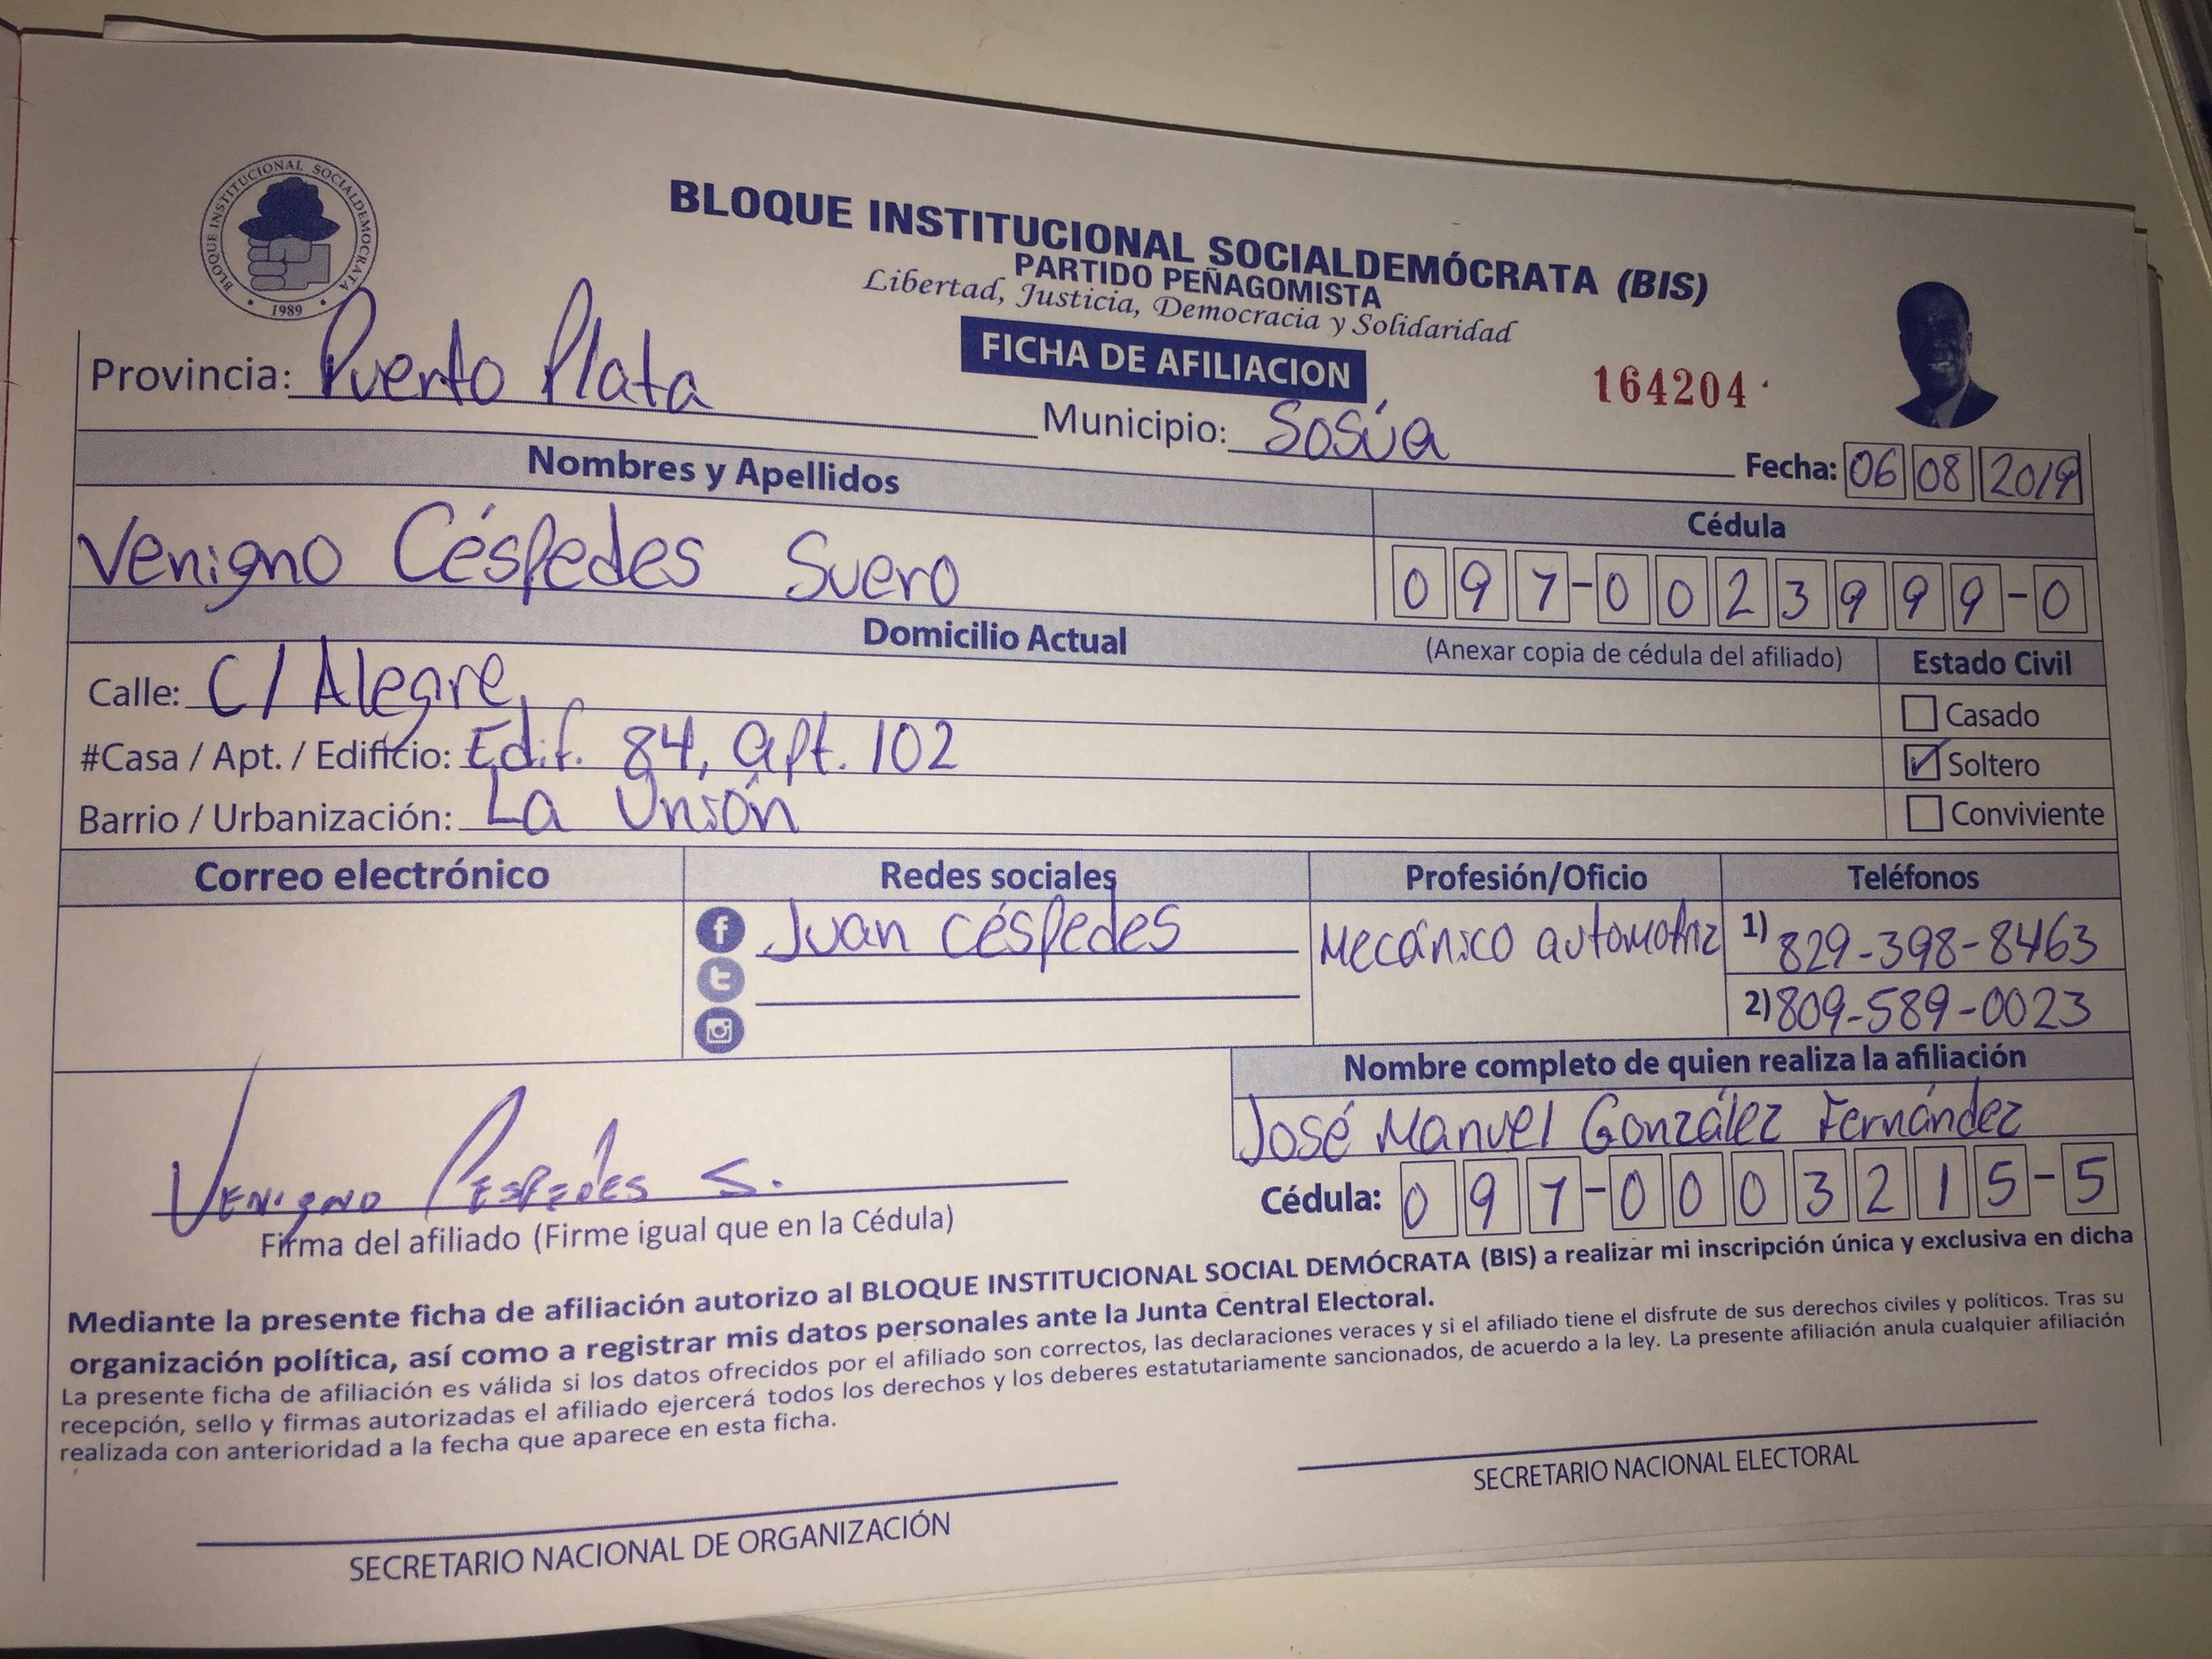 BLOQUE INSTITUCIONAL SOCIALDEMOCRATA
1989
BLOQUE INSTITUCIONAL SOCIALDEMÓCRATA (BIS)
PARTIDO PEÑAGOMISTA
Libertad, Justicia, Democracia y Solidaridad
FICHA DE AFILIACION
164204
Provincia: Puerto Plata Municipio: Sosúa Fecha: 06 08 2019
Nombres y Apellidos Cédula
Venigno Céspedes Suero 097-0023999-0
Domicilio Actual (Anexar copia de cédula del afiliado) Estado Civil
Calle: C/ Alegre, Casado
#Casa / Apt. / Edificio: Edif. 84, apt. 102 Soltero
Barrio / Urbanización: La Unión Conviviente
Correo electrónico Redes sociales Profesión/Oficio Teléfonos
Juan Céspedes Mecánico automotriz 1) 829-398-8463
2) 809-589-0023
Nombre completo de quien realiza la afiliación
José Manuel González Fernández
Venigno Cespedes S. Cédula: 097-0003215-5
Firma del afiliado (Firme igual que en la Cédula)
Mediante la presente ficha de afiliación autorizo al BLOQUE INSTITUCIONAL SOCIAL DEMÓCRATA (BIS) a realizar mi inscripción única y exclusiva en dicha
organización política, así como a registrar mis datos personales ante la Junta Central Electoral.
La presente ficha de afiliación es válida si los datos ofrecidos por el afiliado son correctos, las declaraciones veraces y si el afiliado tiene el disfrute de sus derechos civiles y políticos. Tras su
recepción, sello y firmas autorizadas el afiliado ejercerá todos los derechos y los deberes estatutariamente sancionados, de acuerdo a la ley. La presente afiliación anula cualquier afiliación
realizada con anterioridad a la fecha que aparece en esta ficha.
SECRETARIO NACIONAL DE ORGANIZACIÓN SECRETARIO NACIONAL ELECTORAL